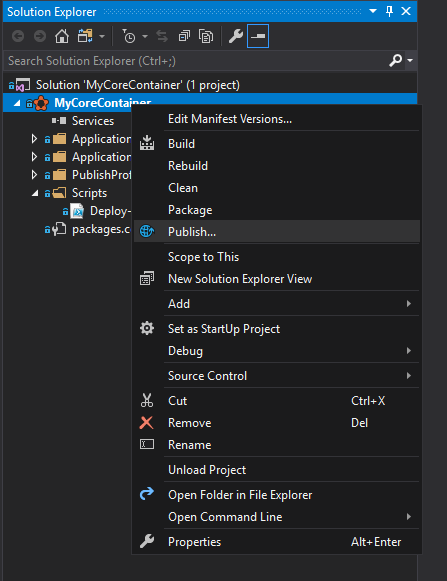 Solution Explorer
Search Solution Explorer (Ctrl+;)
Solution 'MyCoreContainer' (1 project)
MyCoreContainer
Services
Application
Application
PublishProf
Scripts
Deploy-
packages.c
Edit Manifest Versions...
Build
Rebuild
Clean
Package
Publish...
Scope to This
New Solution Explorer View
Add
Set as StartUp Project
Debug
Source Control
Cut Ctrl+X
Remove Del
Rename
Unload Project
Open Folder in File Explorer
Open Command Line
Properties Alt+Enter